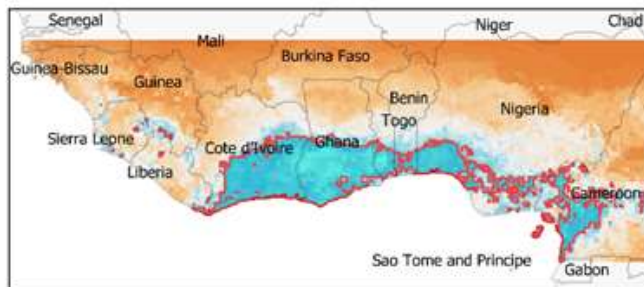 Senegal
Niger
Chad
Mali
Burkina Faso
Guinea-Bissau
Guinea
Benin
Nigeria
Togo
Sierra Leone
Cote d'Ivoire
Ghana
Liberia
Cameroon
Sao Tome and Principe
Gabon